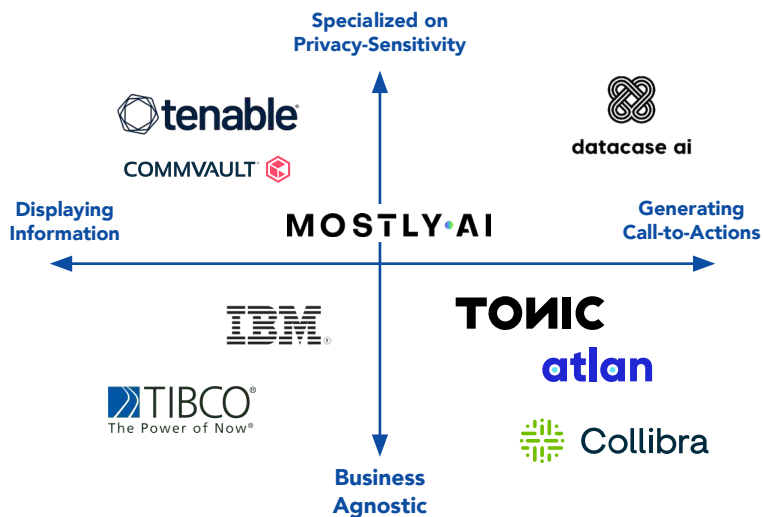 Specialized on
Privacy-Sensitivity
tenable®
COMMVAULT
datacase ai
Displaying
Information
MOSTLY·AI
Generating
Call-to-Actions
IBM®
TONIC
atlan
TIBCO®
The Power of Now®
Collibra
Business
Agnostic